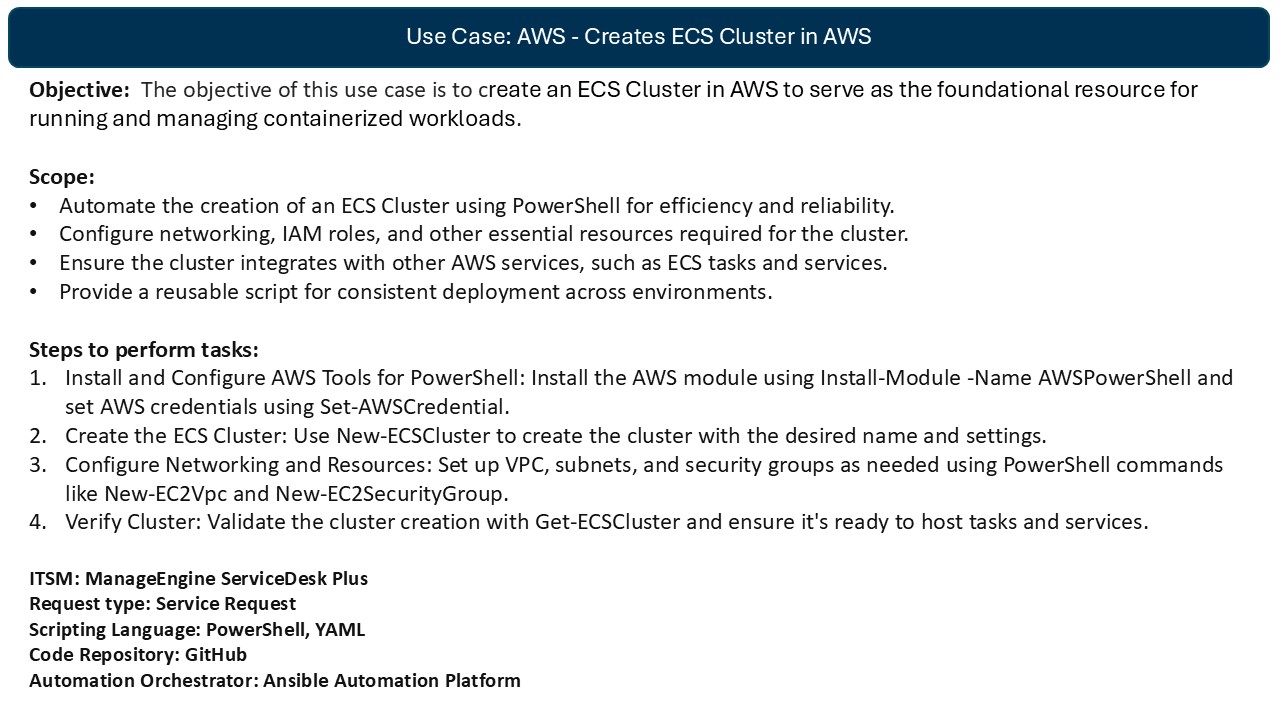 Use Case: AWS - Creates ECS Cluster in AWS
Objective: The objective of this use case is to create an ECS Cluster in AWS to serve as the foundational resource for
running and managing containerized workloads.
Scope:
• Automate the creation of an ECS Cluster using PowerShell for efficiency and reliability.
• Configure networking, IAM roles, and other essential resources required for the cluster.
• Ensure the cluster integrates with other AWS services, such as ECS tasks and services.
• Provide a reusable script for consistent deployment across environments.
Steps to perform tasks:
1. Install and Configure AWS Tools for PowerShell: Install the AWS module using Install-Module -Name AWSPowerShell and
set AWS credentials using Set-AWSCredential.
2. Create the ECS Cluster: Use New-ECSCluster to create the cluster with the desired name and settings.
3. Configure Networking and Resources: Set up VPC, subnets, and security groups as needed using PowerShell commands
like New-EC2Vpc and New-EC2SecurityGroup.
4. Verify Cluster: Validate the cluster creation with Get-ECSCluster and ensure it's ready to host tasks and services.
ITSM: ManageEngine ServiceDesk Plus
Request type: Service Request
Scripting Language: PowerShell, YAML
Code Repository: GitHub
Automation Orchestrator: Ansible Automation Platform